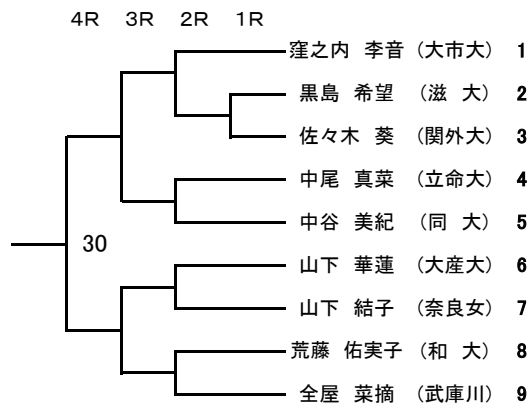 4R 3R 2R 1R
窪之内 李音 (大市大) 1
黒島 希望 (滋 大) 2
佐々木 葵 (関外大) 3
中尾 真菜 (立命大) 4
中谷 美紀 (同 大) 5
30
山下 華蓮 (大産大) 6
山下 結子 (奈良女) 7
荒藤 佑実子 (和 大) 8
全屋 菜摘 (武庫川) 9